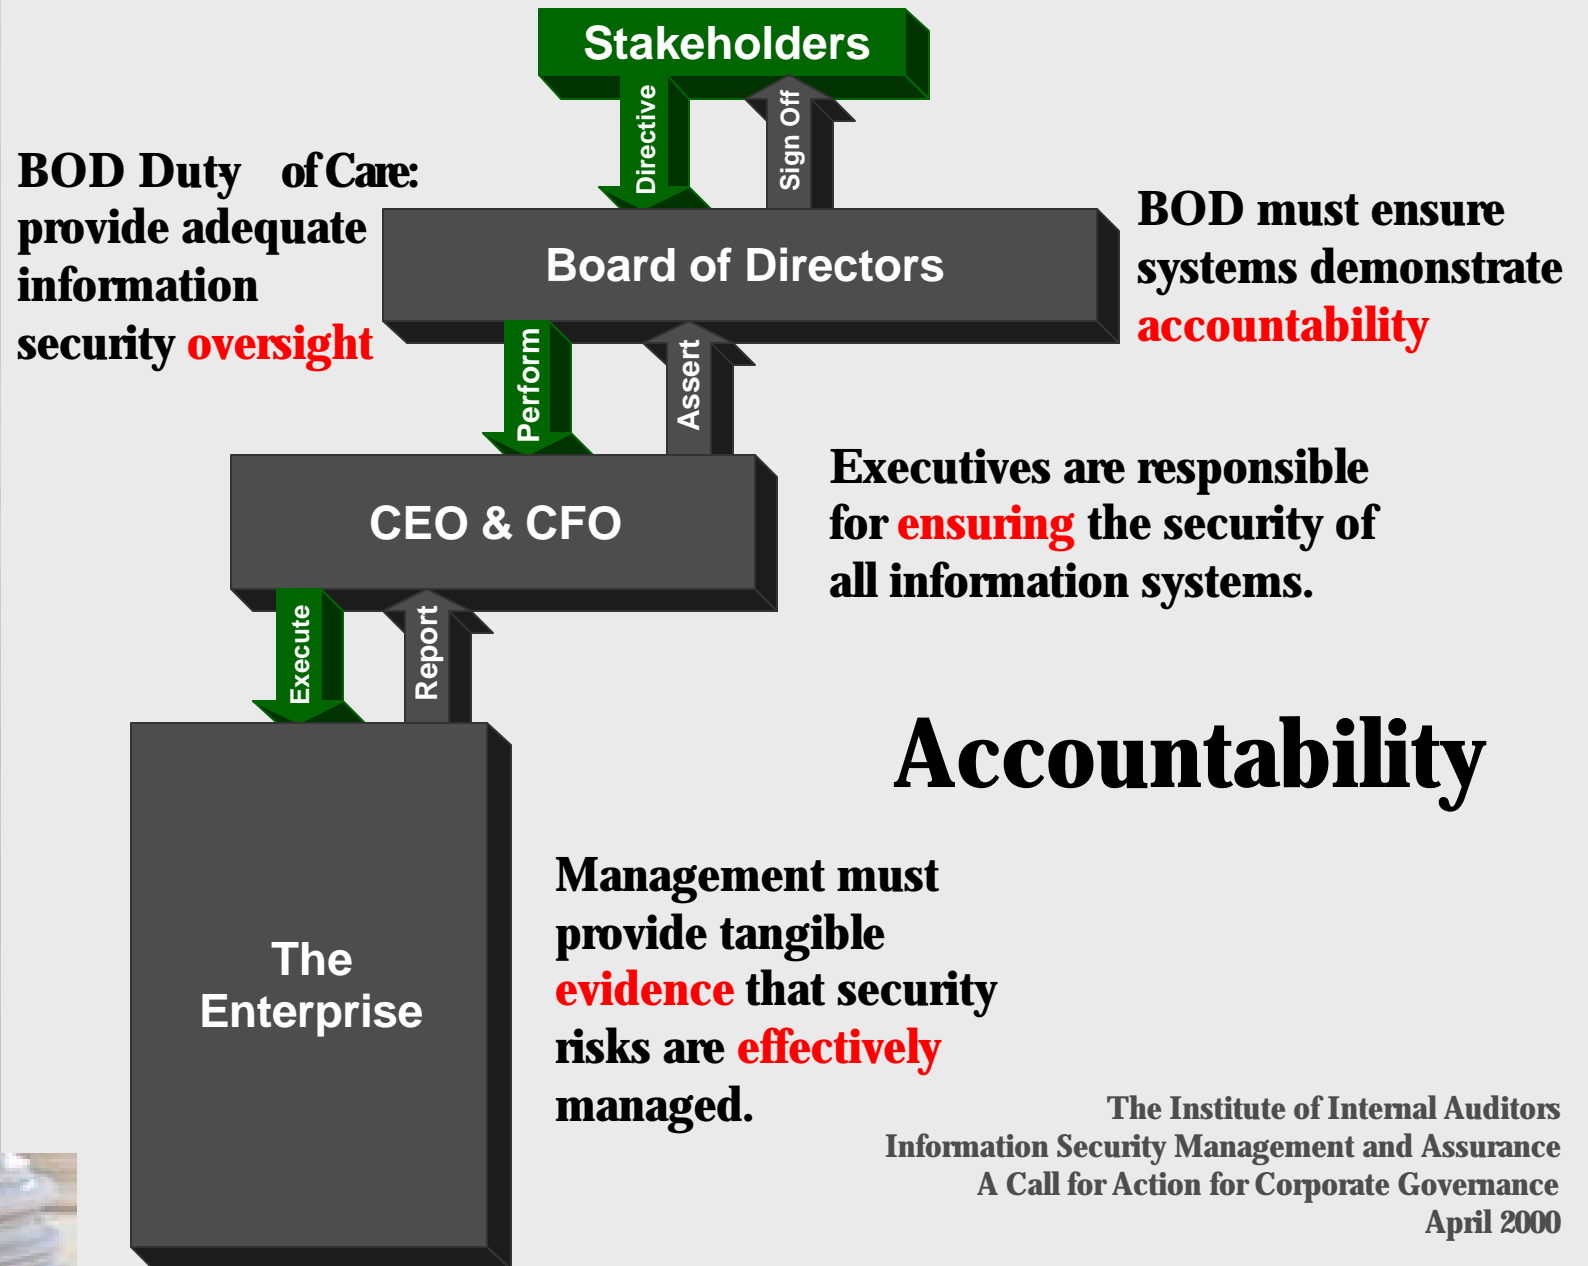 Stakeholders
Directive
Sign Off
BOD Duty of Care:
provide adequate
information
security oversight
Board of Directors
BOD must ensure
systems demonstrate
accountability
Perform
Assert
CEO & CFO
Executives are responsible
for ensuring the security of
all information systems.
Execute
Report
Accountability
The
Enterprise
Management must
provide tangible
evidence that security
risks are effectively
managed.
The Institute of Internal Auditors
Information Security Management and Assurance
A Call for Action for Corporate Governance
April 2000